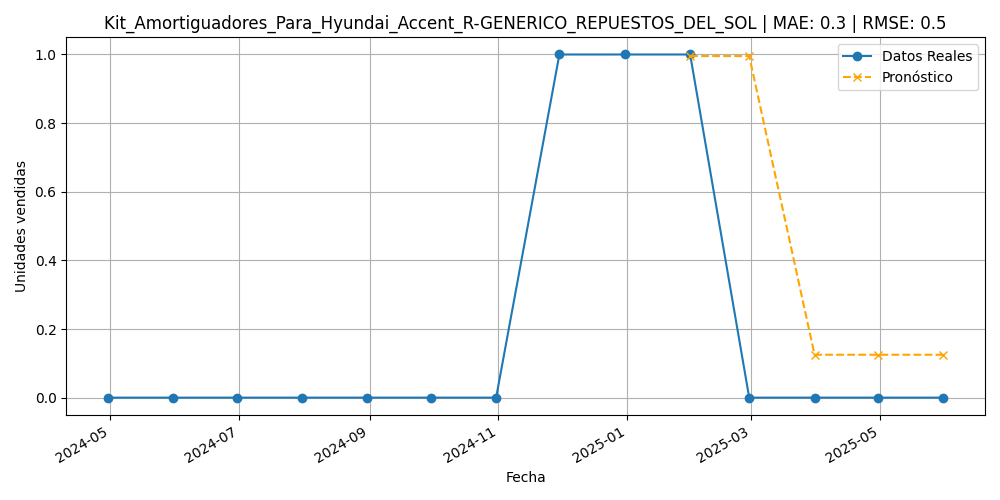 Kit_Amortiguadores_Para_Hyundai_Accent_R-GENERICO_REPUESTOS_DEL_SOL | MAE: 0.3 | RMSE: 0.5
Datos Reales
Pronóstico
Unidades vendidas
1.0
0.8
0.6
0.4
0.2
0.0
2024-05
2024-07
2024-09
2024-11
2025-01
2025-03
2025-05
Fecha